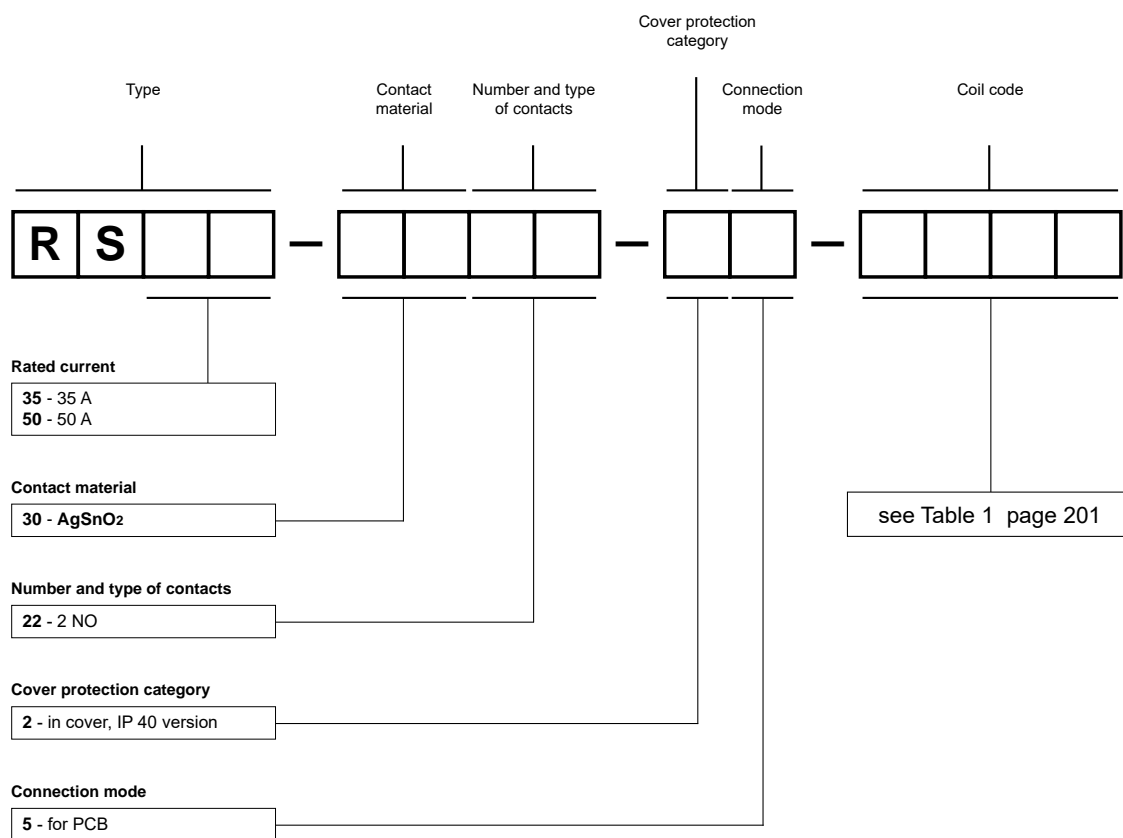 Cover protection
category
Type
Contact
material
Number and type
of contacts
Connection
mode
Coil code
R S – – –
Rated current
35 - 35 A
50 - 50 A
Contact material
30 - AgSnO2
see Table 1 page 201
Number and type of contacts
22 - 2 NO
Cover protection category
2 - in cover, IP 40 version
Connection mode
5 - for PCB